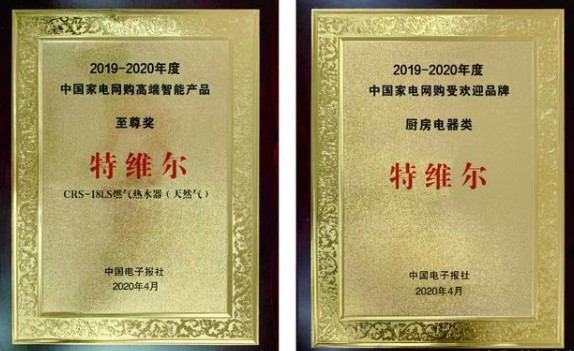 2019-2020年度
中国家电网购高端智能产品
至尊奖
特维尔
CRS-18LS燃气热水器(天然气)
中国电子报社
2020年4月
2019-2020年度
中国家电网购受欢迎品牌
厨房电器类
特维尔
中国电子报社
2020年4月